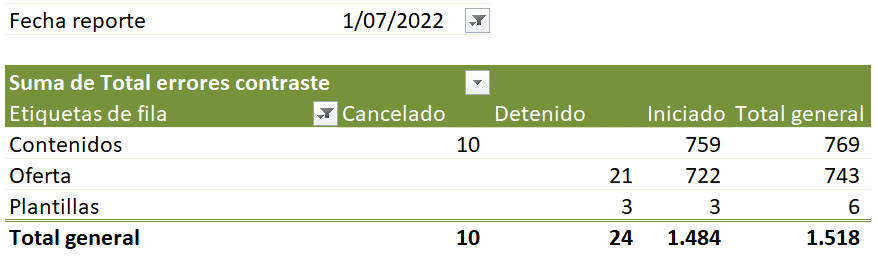 Fecha reporte 1/07/2022
Suma de Total errores contraste
Etiquetas de fila Cancelado Detenido Iniciado Total general
Contenidos 10 759 769
Oferta 21 722 743
Plantillas 3 3 6
Total general 10 24 1.484 1.518